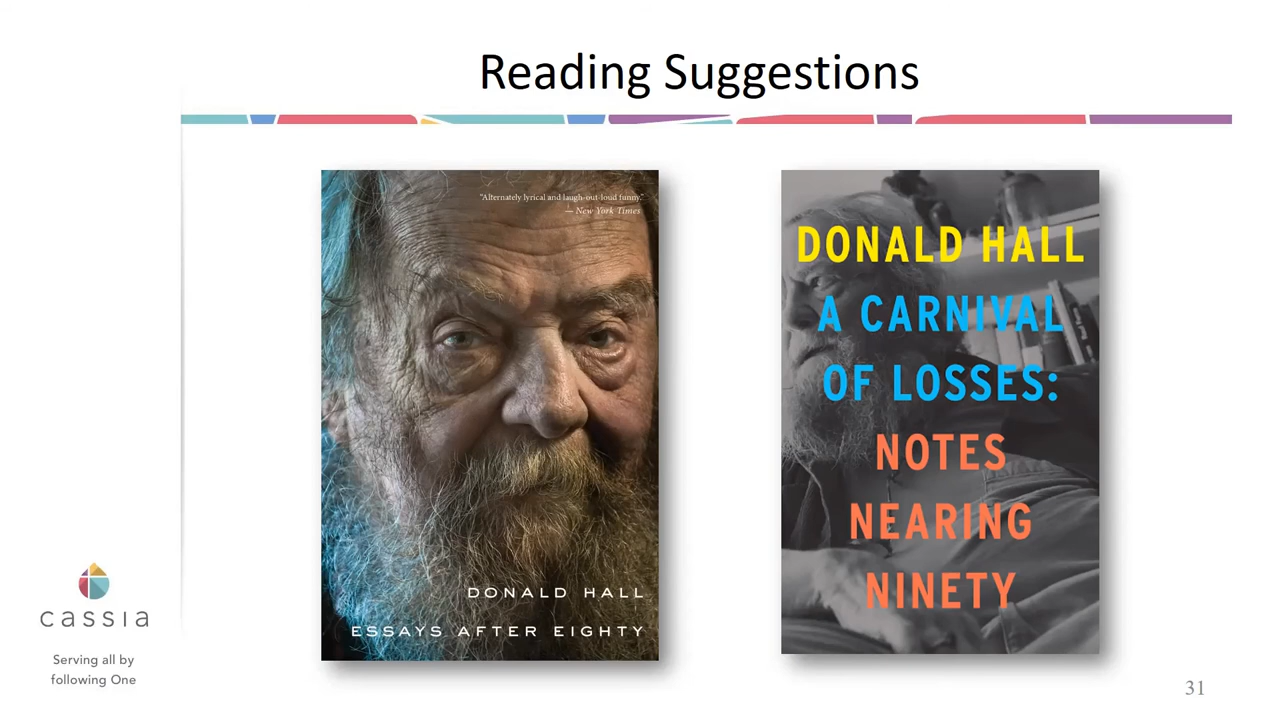 Reading Suggestions
"Alternately lyrical and laugh-out-loud funny."
— New York Times
DONALD HALL
ESSAYS AFTER EIGHTY
DONALD HALL
A CARNIVAL
OF LOSSES:
NOTES
NEARING
NINETY
cassia
Serving all by
following One
31